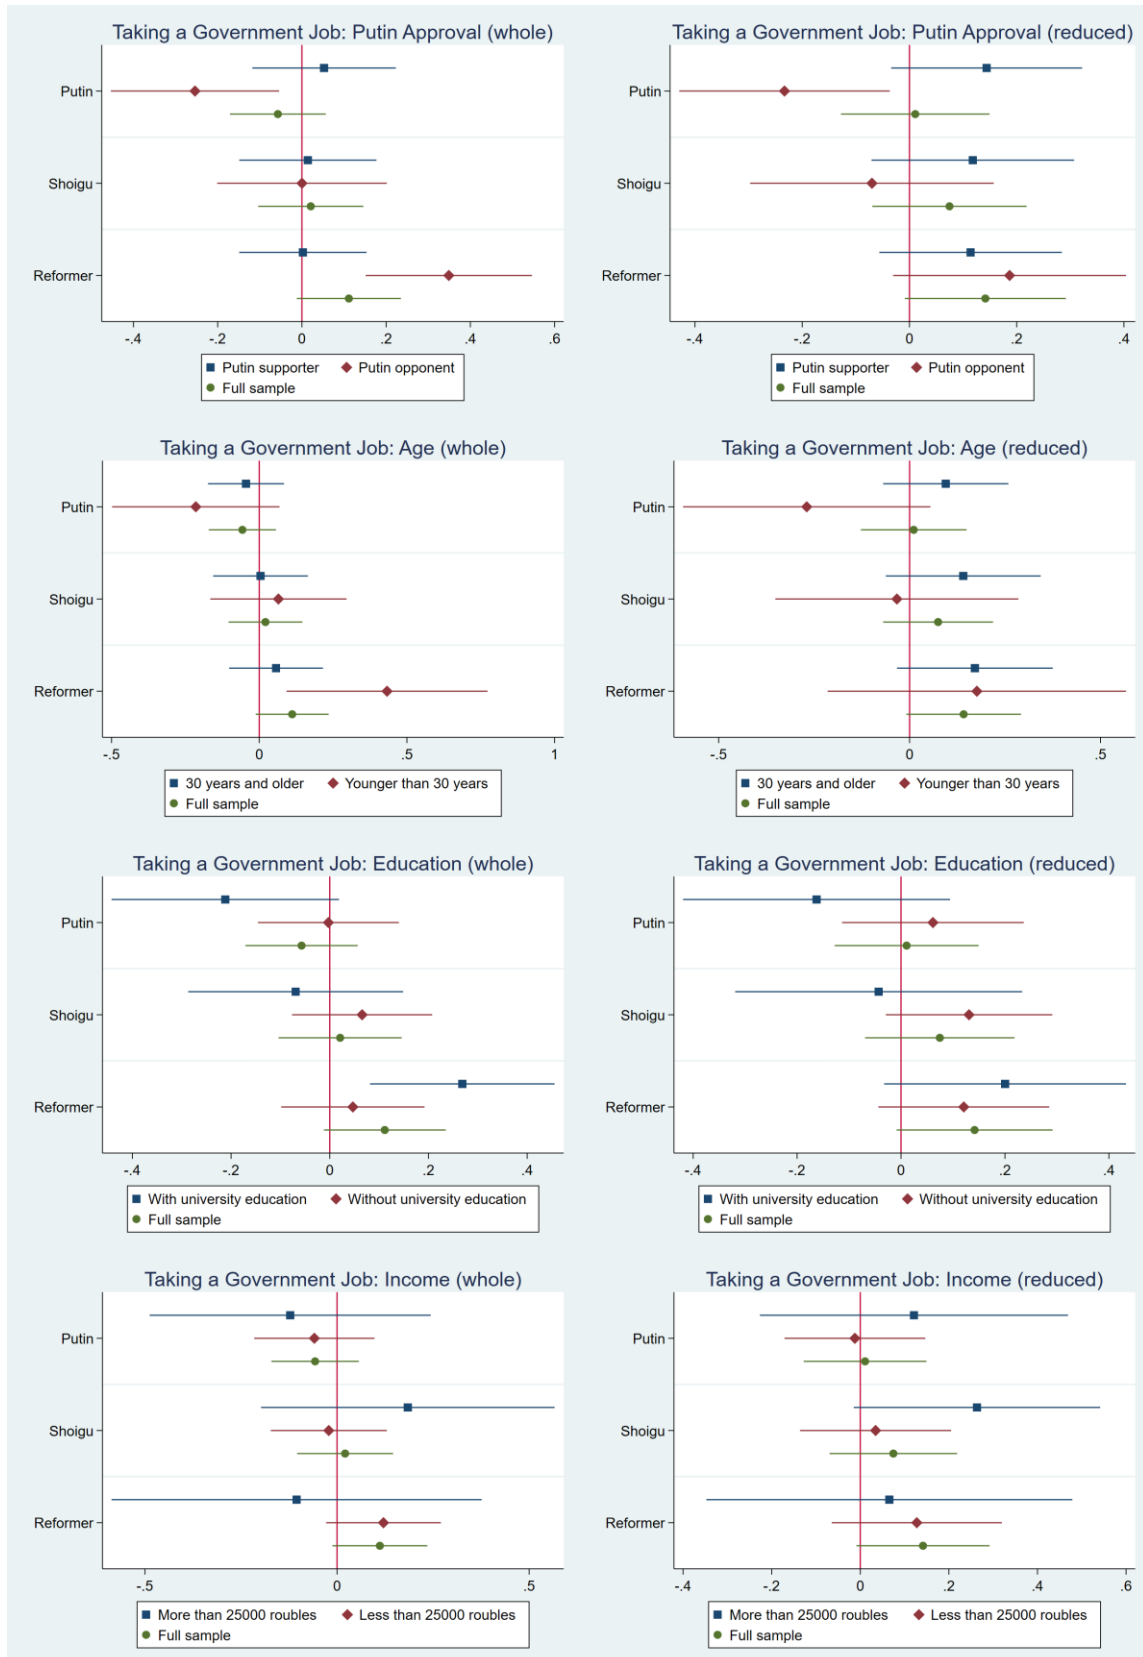 Taking a Government Job: Putin Approval (whole)
Putin
Shoigu
Reformer
-.4 -.2 0 .2 .4 .6
Putin supporter Putin opponent
Full sample
Taking a Government Job: Putin Approval (reduced)
Putin
Shoigu
Reformer
-.4 -.2 0 .2 .4
Putin supporter Putin opponent
Full sample
Taking a Government Job: Age (whole)
Putin
Shoigu
Reformer
-.5 0 .5 1
30 years and older Younger than 30 years
Full sample
Taking a Government Job: Age (reduced)
Putin
Shoigu
Reformer
-.5 0 .5
30 years and older Younger than 30 years
Full sample
Taking a Government Job: Education (whole)
Putin
Shoigu
Reformer
-.4 -.2 0 .2 .4
With university education Without university education
Full sample
Taking a Government Job: Education (reduced)
Putin
Shoigu
Reformer
-.4 -.2 0 .2 .4
With university education Without university education
Full sample
Taking a Government Job: Income (whole)
Putin
Shoigu
Reformer
-.5 0 .5
More than 25000 roubles Less than 25000 roubles
Full sample
Taking a Government Job: Income (reduced)
Putin
Shoigu
Reformer
-.4 -.2 0 .2 .4 .6
More than 25000 roubles Less than 25000 roubles
Full sample